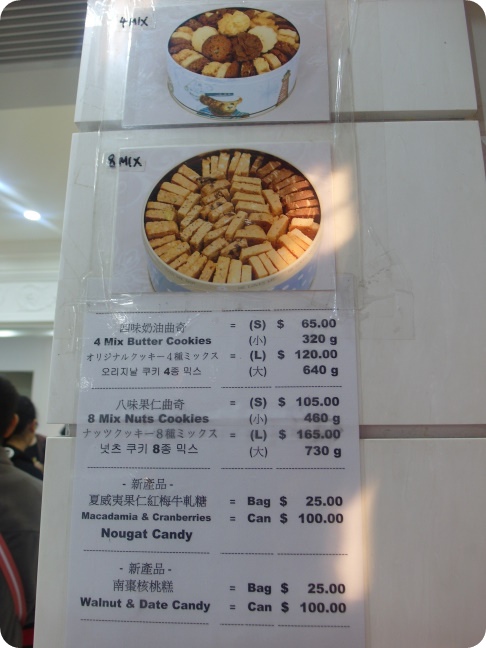 4 MIX
8 MIX
四味奶油曲奇 = (S) $ 65.00
4 Mix Butter Cookies (小) 320 g
オリジナルクッキー4種ミックス = (L) $ 120.00
오리지날 쿠키 4종 믹스 (大) 640 g
八味果仁曲奇 = (S) $ 105.00
8 Mix Nuts Cookies (小) 460 g
ナッツクッキー8種ミックス = (L) $ 165.00
넛츠 쿠키 8종 믹스 (大) 730 g
- 新產品 -
夏威夷果仁紅梅牛軋糖 = Bag $ 25.00
Macadamia & Cranberries = Can $ 100.00
Nougat Candy
- 新產品 -
南棗核桃糕 = Bag $ 25.00
Walnut & Date Candy = Can $ 100.00